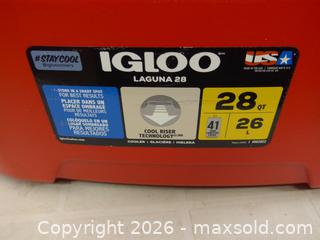 #STAYCOOL
IGLOO
LAGUNA 28
USA
• STORE IN A SHADY SPOT
FOR BEST RESULTS
PLACER DANS UN
ESPACE OMBRAGÉ
POUR DE MEILLEURS
RÉSULTATS
COLÓQUELO EN UN
LUGAR SOMBREADO
PARA MEJORES
RESULTADOS
COOL RISER
TECHNOLOGY
COOLER | GLACIÈRE | HIELERA
28 QT
41
26 L
© 2026 - maxsold.com